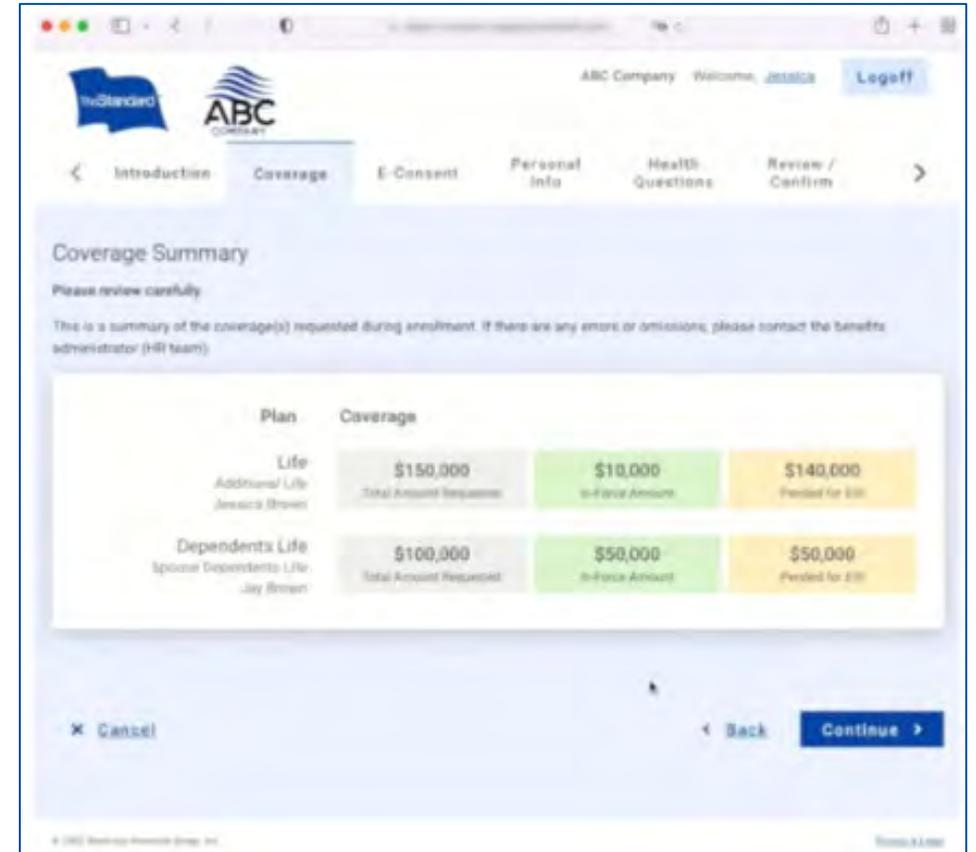 TheStandard
ABC
COMPANY
ABC Company Welcome, Jessica Logoff
Introduction
Coverage
E-Consent
Personal Info
Health Questions
Review / Confirm
Coverage Summary
Please review carefully
This is a summary of the coverage(s) requested during enrollment. If there are any errors or omissions, please contact the benefits
administrator (HR team).
Plan Coverage
Life
Additional Life
Jessica Brown
$150,000
Total Amount Requested
$10,000
In-Force Amount
$140,000
Pended for EOI
Dependents Life
Spouse Dependents Life
Jay Brown
$100,000
Total Amount Requested
$50,000
In-Force Amount
$50,000
Pended for EOI
Cancel
Back
Continue